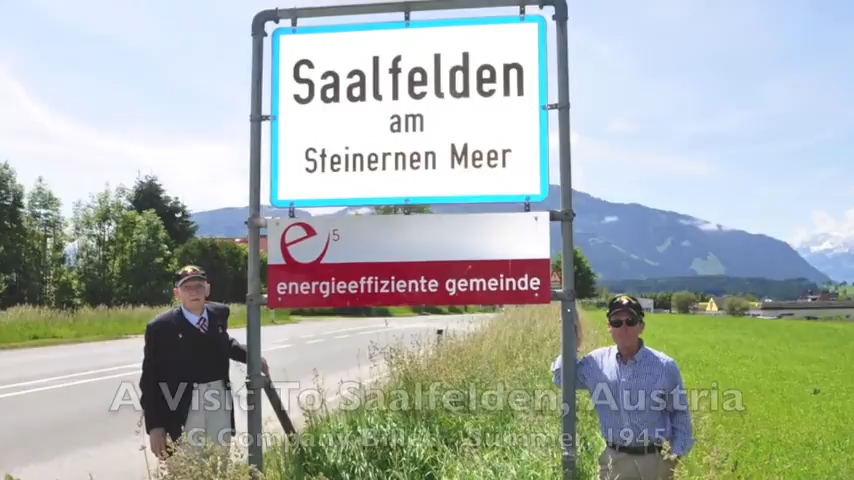 Saalfelden
am
Steinernen Meer
e5
energieeffiziente gemeinde
A Visit To Saalfelden, Austria
G Company Billet - Summer, 1945